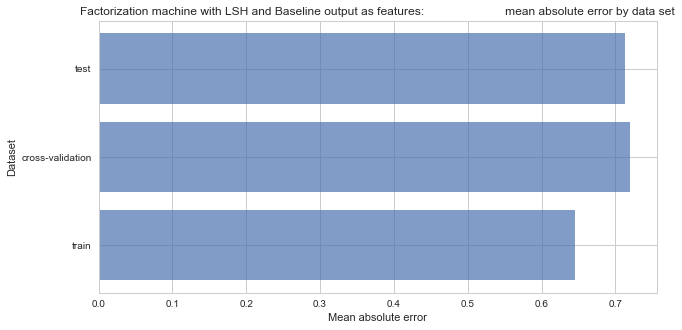 Factorization machine with LSH and Baseline output as features: mean absolute error by data set
test
cross-validation
train
Dataset
0.0 0.1 0.2 0.3 0.4 0.5 0.6 0.7
Mean absolute error